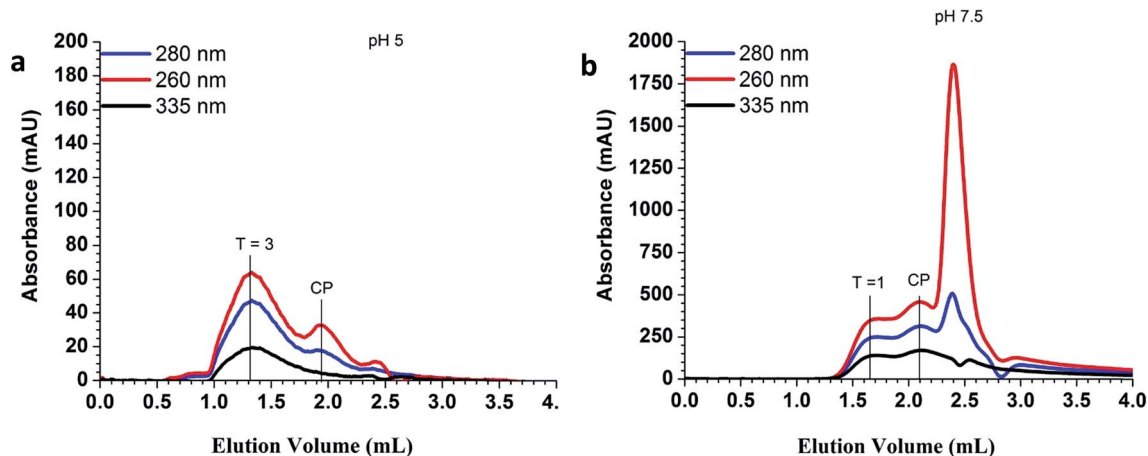 a
pH 5
280 nm
260 nm
335 nm
200
180
160
140
120
100
80
60
40
20
0
Absorbance (mAU)
T = 3
CP
0.0 0.5 1.0 1.5 2.0 2.5 3.0 3.5 4.
Elution Volume (mL)
b
pH 7.5
280 nm
260 nm
335 nm
2000
1750
1500
1250
1000
750
500
250
0
Absorbance (mAU)
T =1
CP
0.0 0.5 1.0 1.5 2.0 2.5 3.0 3.5 4.0
Elution Volume (mL)